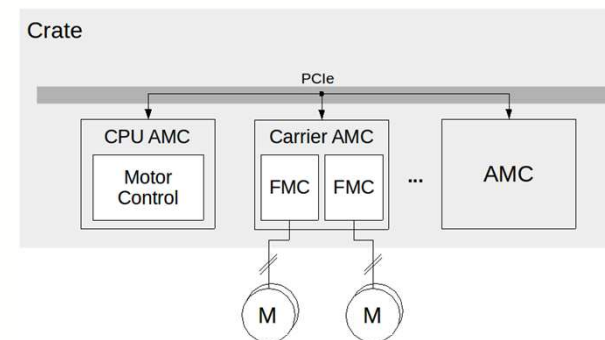 Crate
PCIe
CPU AMC
Motor
Control
Carrier AMC
FMC
FMC
...
AMC
M
M